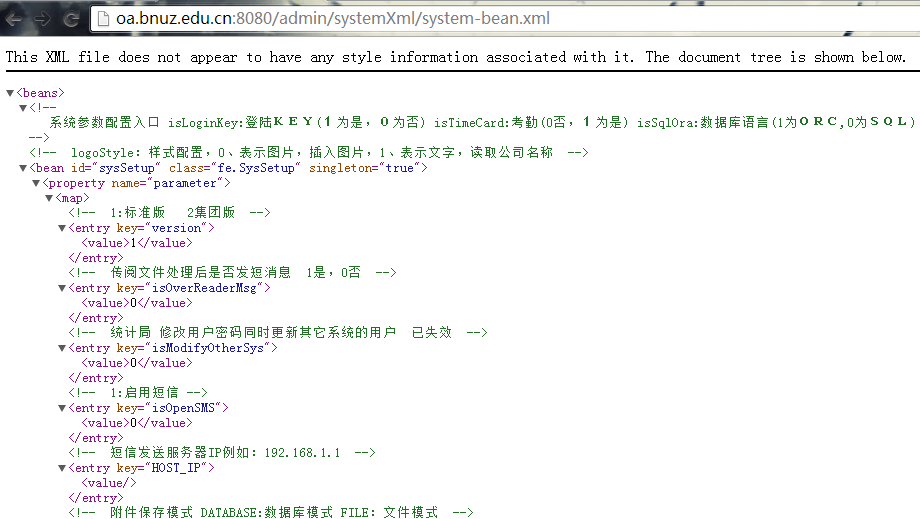 oa.bnuz.edu.cn:8080/admin/systemXml/system-bean.xml
This XML file does not appear to have any style information associated with it. The document tree is shown below.
▼<beans>
▼<!--
系统参数配置入口 isLoginKey:登陆ＫＥＹ(１为是，０为否) isTimeCard:考勤(0否，１为是) isSqlOra:数据库语言(1为ＯＲＣ,0为ＳＱＬ)
-->
<!-- logoStyle: 样式配置，0、表示图片，插入图片，1、表示文字，读取公司名称 -->
▼<bean id="sysSetup" class="fe.SysSetup" singleton="true">
▼<property name="parameter">
▼<map>
<!-- 1:标准版 2集团版 -->
▼<entry key="version">
<value>1</value>
</entry>
<!-- 传阅文件处理后是否发短消息 1是，0否 -->
▼<entry key="isOverReaderMsg">
<value>0</value>
</entry>
<!-- 统计局 修改用户密码同时更新其它系统的用户 已失效 -->
▼<entry key="isModifyOtherSys">
<value>0</value>
</entry>
<!-- 1:启用短信 -->
▼<entry key="isOpenSMS">
<value>0</value>
</entry>
<!-- 短信发送服务器IP例如: 192.168.1.1 -->
▼<entry key="HOST_IP">
<value/>
</entry>
<!-- 附件保存模式 DATABASE:数据库模式 FILE: 文件模式 -->